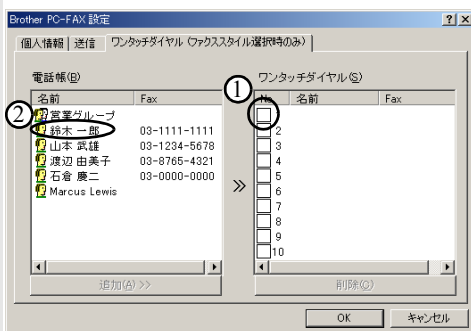 Brother PC-FAX 設定
個人情報 送信 ワンタッチダイヤル (ファクススタイル選択時のみ)
電話帳(B)
名前 Fax
営業グループ
鈴木 一郎 03-1111-1111
山本 武雄 03-1234-5678
渡辺 由美子 03-8765-4321
石倉 慶二 03-0000-0000
Marcus Lewis
追加(A) >>
②
»
①
ワンタッチダイヤル(S)
No 名前 Fax
2
3
4
5
6
7
8
9
10
削除(C)
OK キャンセル